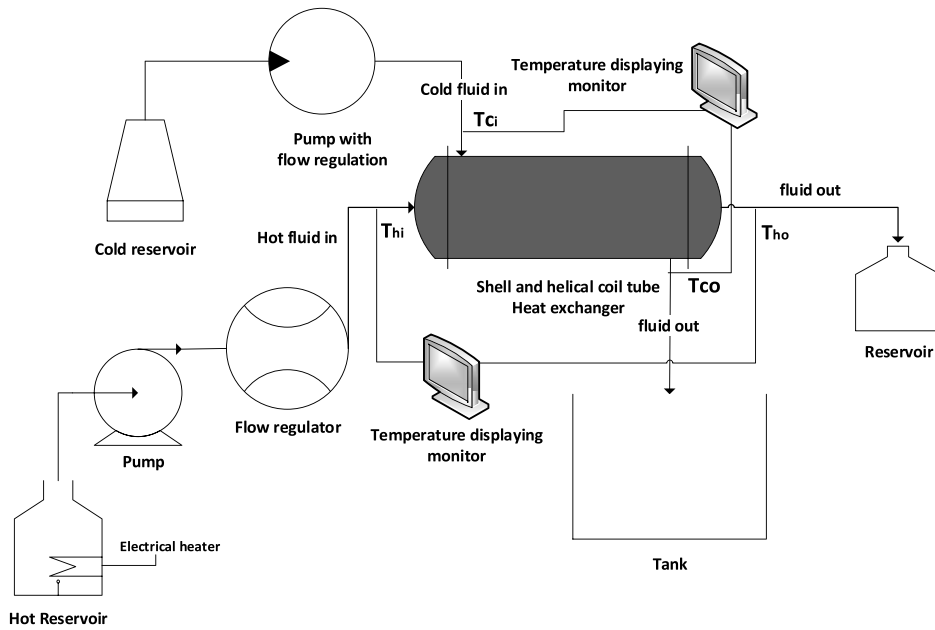 Temperature displaying
monitor
Cold fluid in
Tci
Pump with
flow regulation
fluid out
Cold reservoir
Hot fluid in
Thi
Tho
Shell and helical coil tube
Heat exchanger
Tco
fluid out
Reservoir
Flow regulator
Temperature displaying
monitor
Pump
Electrical heater
Tank
Hot Reservoir